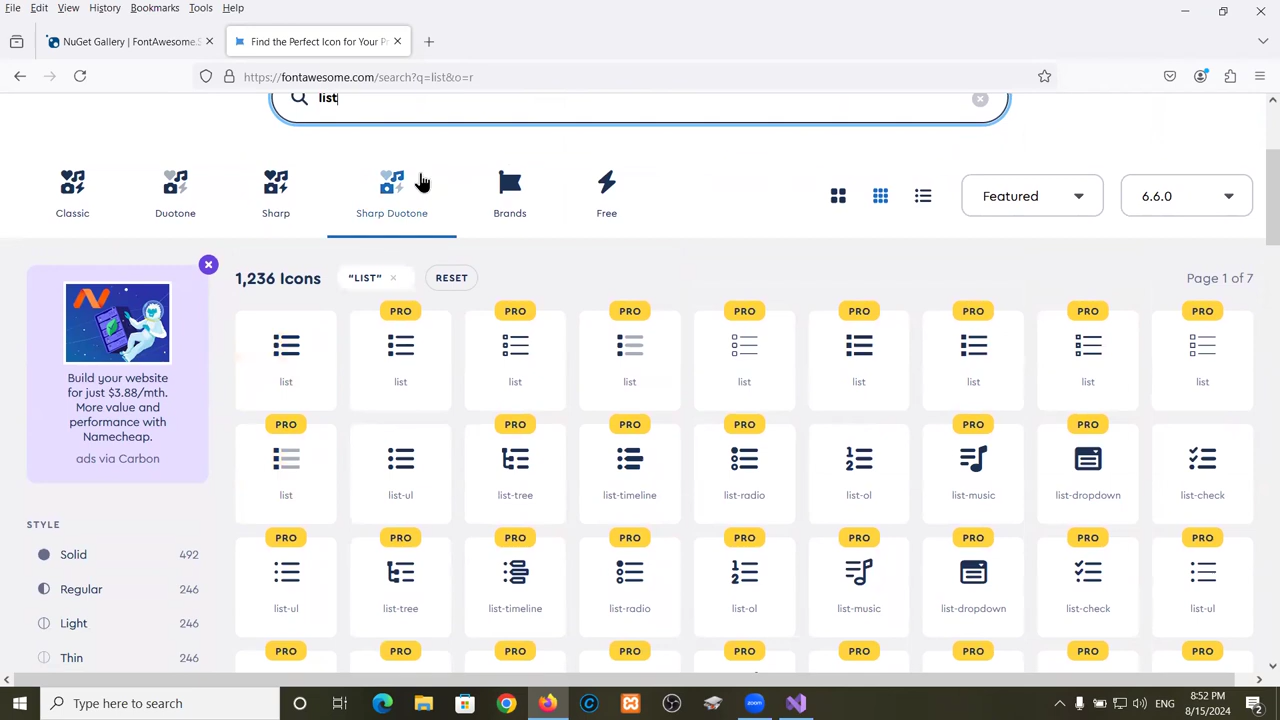 File Edit View History Bookmarks Tools Help
NuGet Gallery | FontAwesome.S
Find the Perfect Icon for Your Pr
https://fontawesome.com/search?q=list&o=r
list
Classic Duotone Sharp Sharp Duotone Brands Free
Featured
6.6.0
1,236 Icons
"LIST"
RESET
Page 1 of 7
PRO PRO PRO PRO PRO PRO PRO PRO
list list list list list list list list list
PRO PRO PRO PRO PRO PRO
list list-ul list-tree list-timeline list-radio list-ol list-music list-dropdown list-check
PRO PRO PRO PRO PRO PRO PRO PRO PRO
list-ul list-tree list-timeline list-radio list-ol list-music list-dropdown list-check list-ul
PRO PRO PRO PRO PRO PRO PRO PRO
Build your website
for just $3.88/mth.
More value and
performance with
Namecheap.
ads via Carbon
STYLE
Solid 492
Regular 246
Light 246
Thin 246
Type here to search
zoom
ENG
8:52 PM
8/15/2024
2